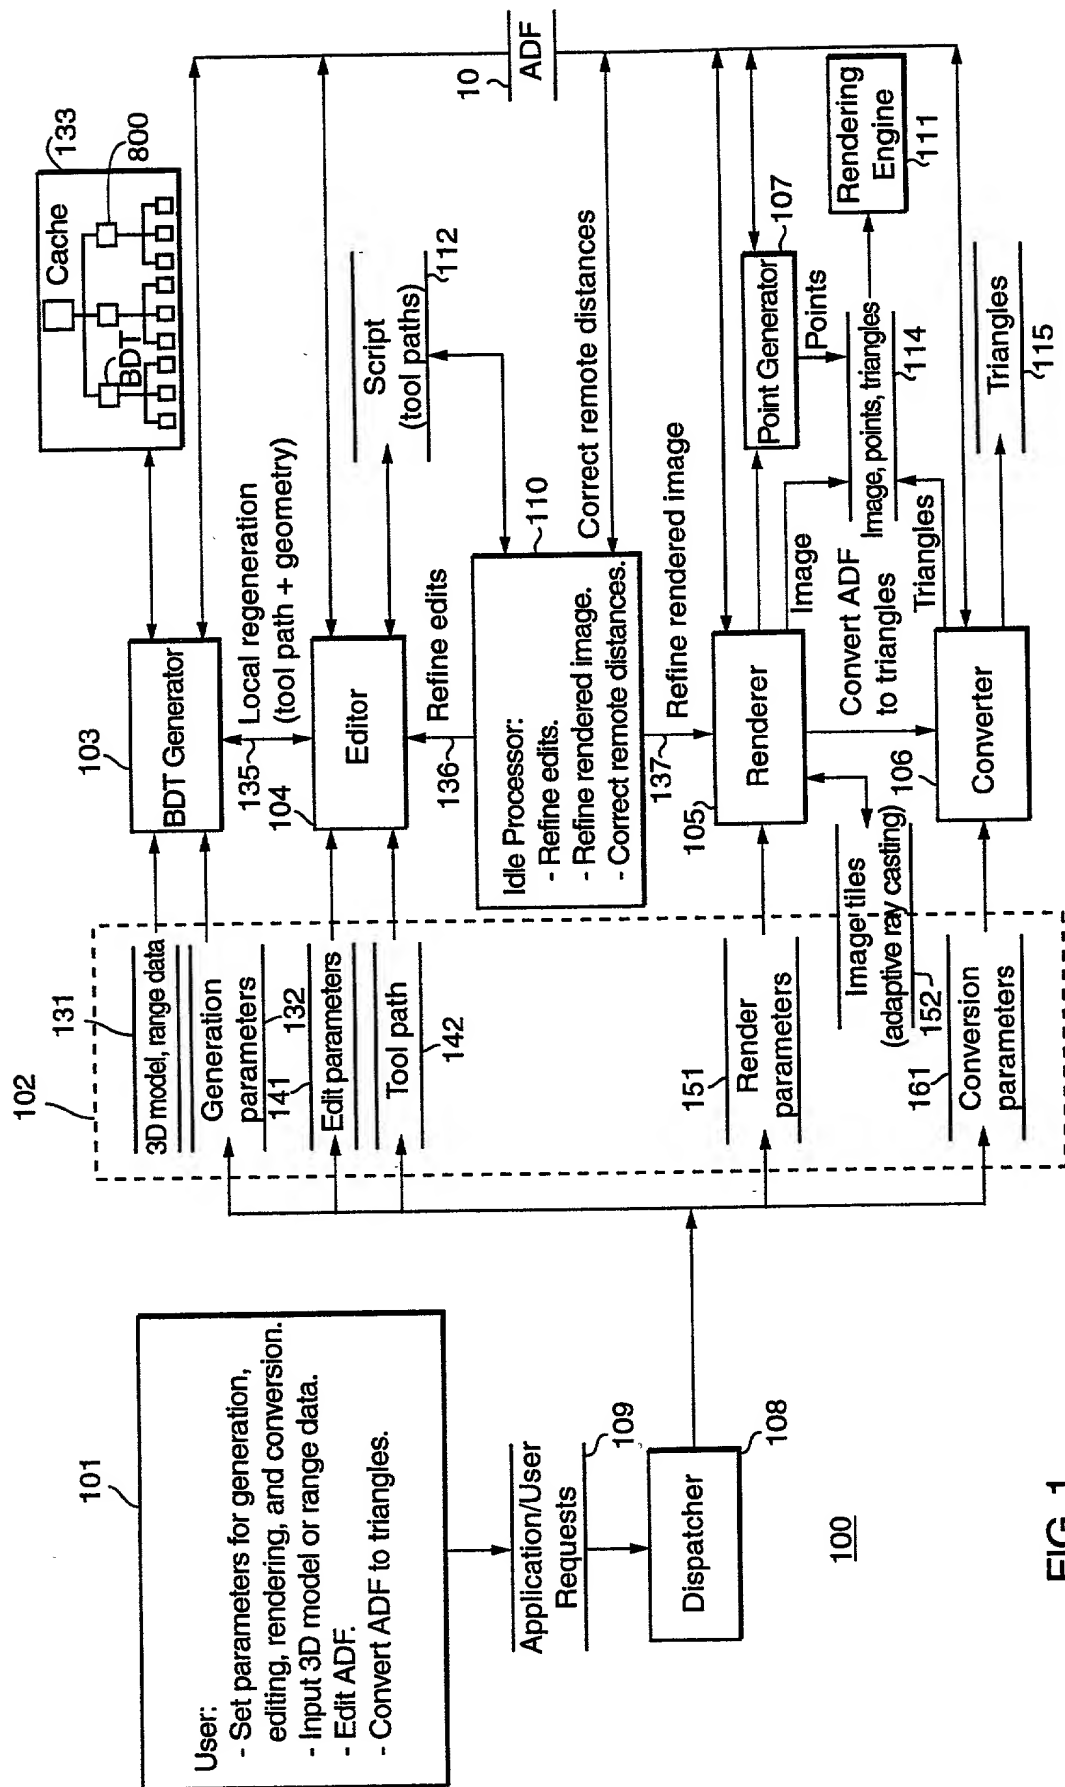 101
User:
- Set parameters for generation,
editing, rendering, and conversion.
- Input 3D model or range data.
- Edit ADF.
- Convert ADF to triangles.
Application/User
Requests
109
Dispatcher
108
100
102
131
3D model, range data
Generation
parameters
132
141
Edit parameters
Tool path
142
151
Render
parameters
Image tiles
(adaptive ray casting)
152
161
Conversion
parameters
103
BDT Generator
135
Local regeneration
(tool path + geometry)
104
Editor
136
Refine edits
110
Idle Processor:
- Refine edits.
- Refine rendered image.
- Correct remote distances.
137
Refine rendered image
105
Renderer
Convert ADF
to triangles
106
Converter
133
Cache
BDT
800
Script
(tool paths)
112
Correct remote distances
10
ADF
Point Generator
107
Points
Image
Image, points, triangles
114
Triangles
Rendering
Engine
111
Triangles
115
FIG. 1